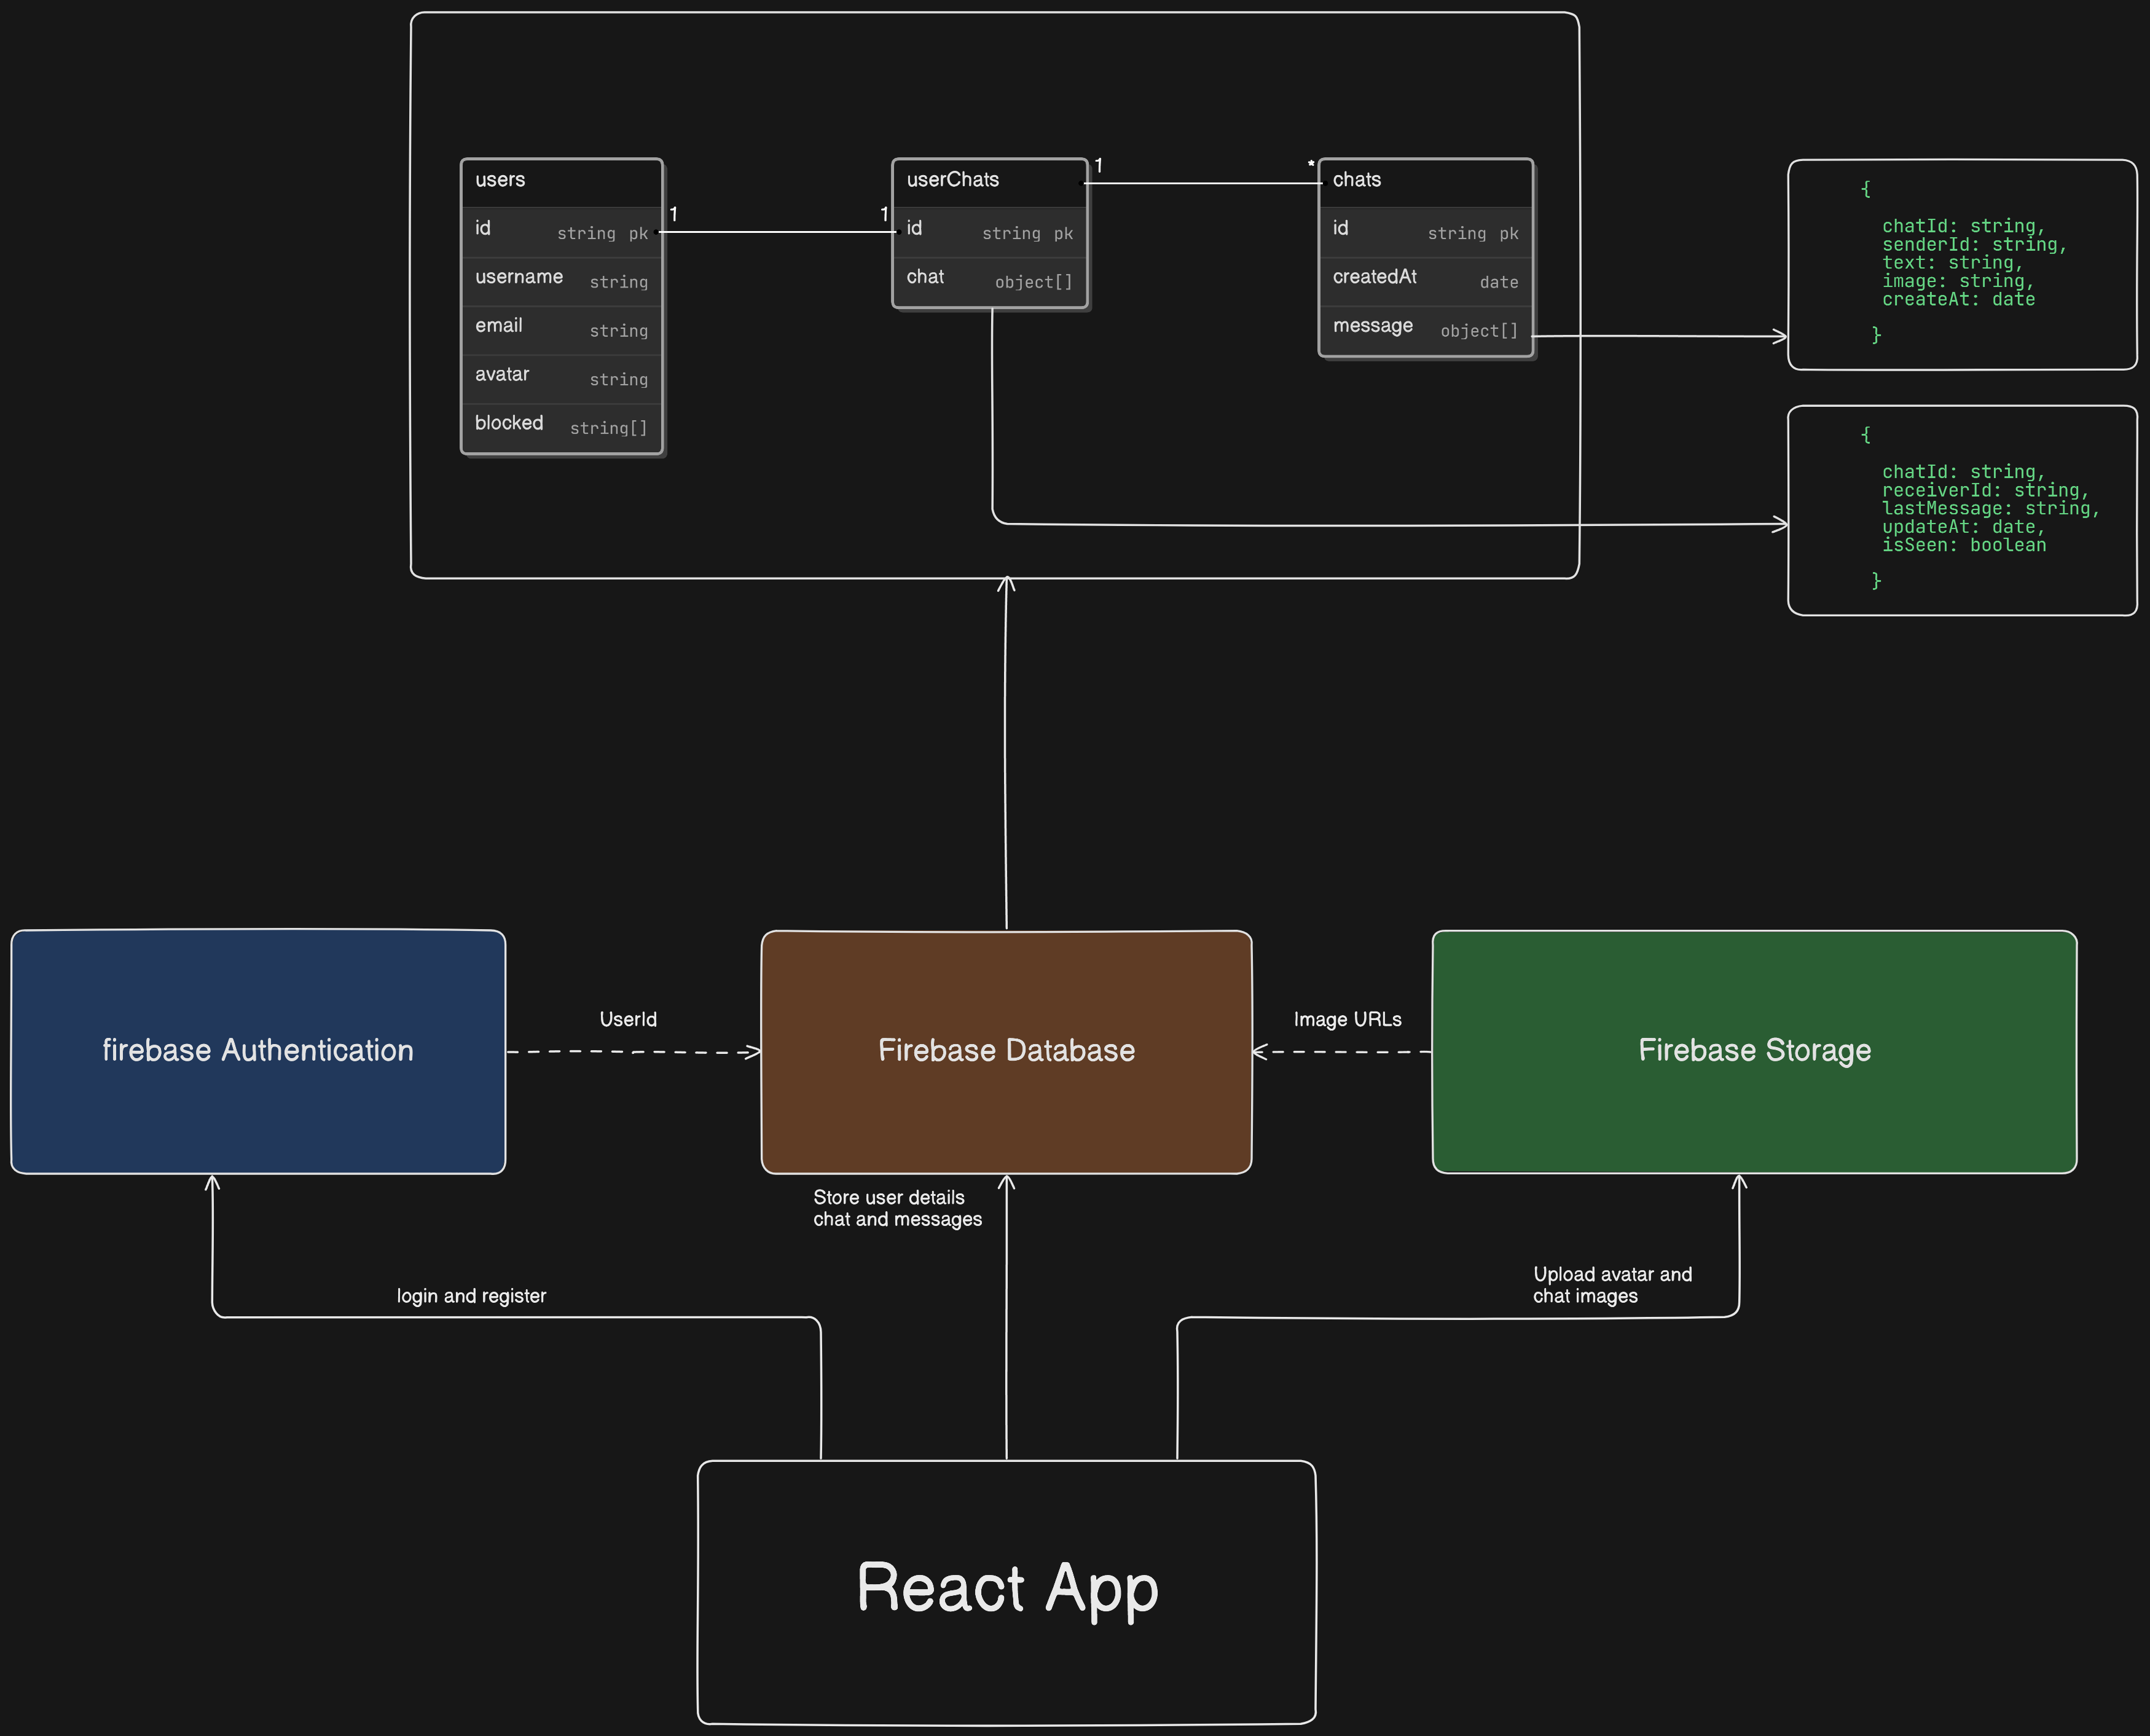 users
id string pk
username string
email string
avatar string
blocked string[]
1
1
userChats
id string pk
chat object[]
1
*
chats
id string pk
createdAt date
message object[]
{
chatId: string,
senderId: string,
text: string,
image: string,
createAt: date
}
{
chatId: string,
receiverId: string,
lastMessage: string,
updateAt: date,
isSeen: boolean
}
firebase Authentication
UserId
Firebase Database
Image URLs
Firebase Storage
Store user details
chat and messages
login and register
Upload avatar and
chat images
React App